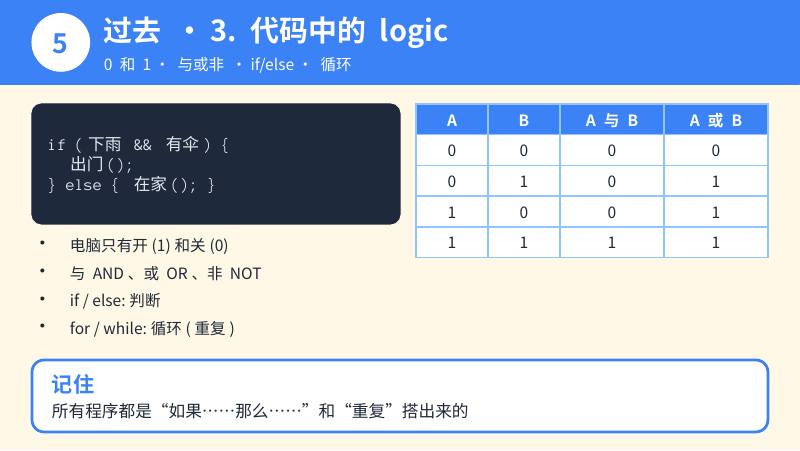 5
过去 · 3. 代码中的 logic
0 和 1 · 与或非 · if/else · 循环
if ( 下雨 && 有伞 ) {
出门 ();
} else { 在家 (); }
• 电脑只有开 (1) 和关 (0)
• 与 AND 、或 OR 、非 NOT
• if / else: 判断
• for / while: 循环 ( 重复 )
A B A 与 B A 或 B
0 0 0 0
0 1 0 1
1 0 0 1
1 1 1 1
记住
所有程序都是“如果……那么……”和“重复”搭出来的